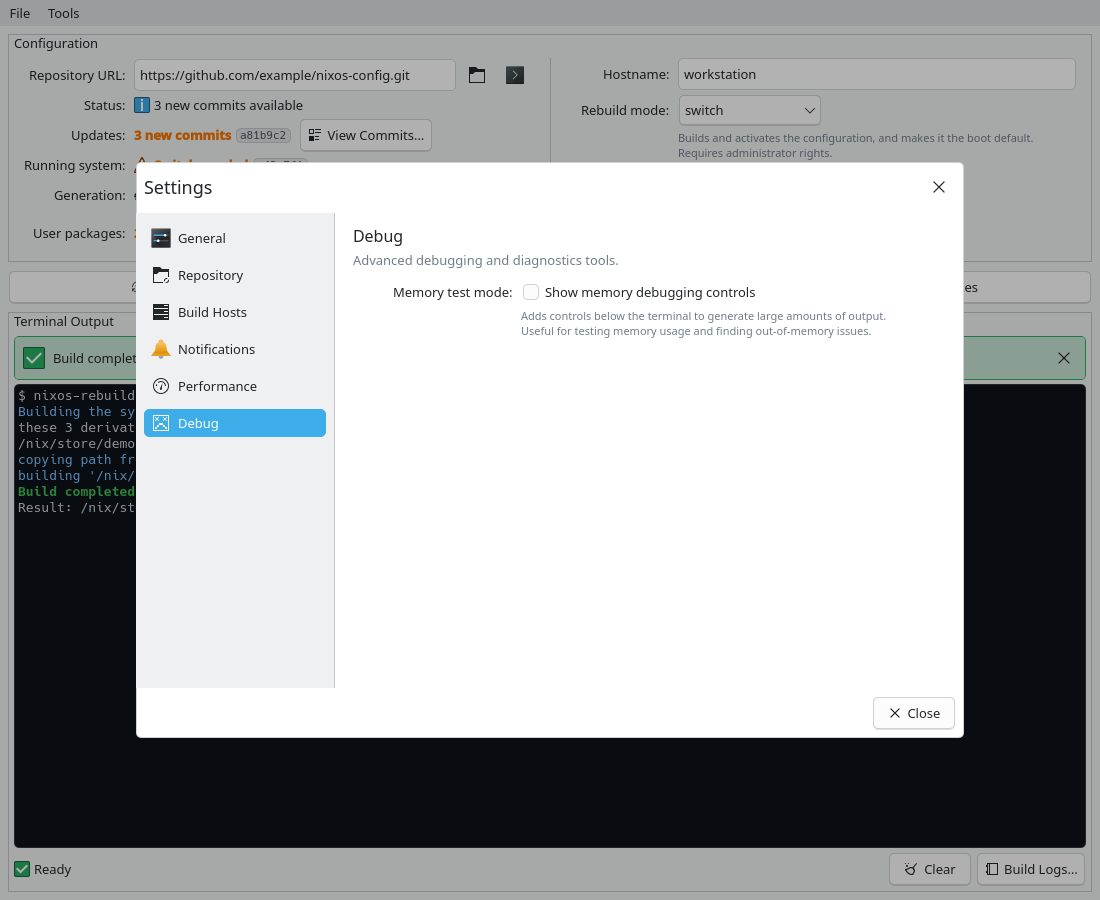 File Tools
Configuration
Repository URL: https://github.com/example/nixos-config.git
Hostname: workstation
Status: 3 new commits available
Rebuild mode: switch
Updates: 3 new commits a81b9c2 View Commits...
Builds and activates the configuration, and makes it the boot default.
Requires administrator rights.
Running system:
Generation:
User packages:
Settings
General
Repository
Build Hosts
Notifications
Performance
Debug
Debug
Advanced debugging and diagnostics tools.
Memory test mode: Show memory debugging controls
Adds controls below the terminal to generate large amounts of output.
Useful for testing memory usage and finding out-of-memory issues.
Close
Terminal Output
Build complet
$ nixos-rebuild
Building the sy
these 3 derivat
/nix/store/demo
copying path fr
building '/nix/
Build completed
Result: /nix/st
Ready
Clear
Build Logs...